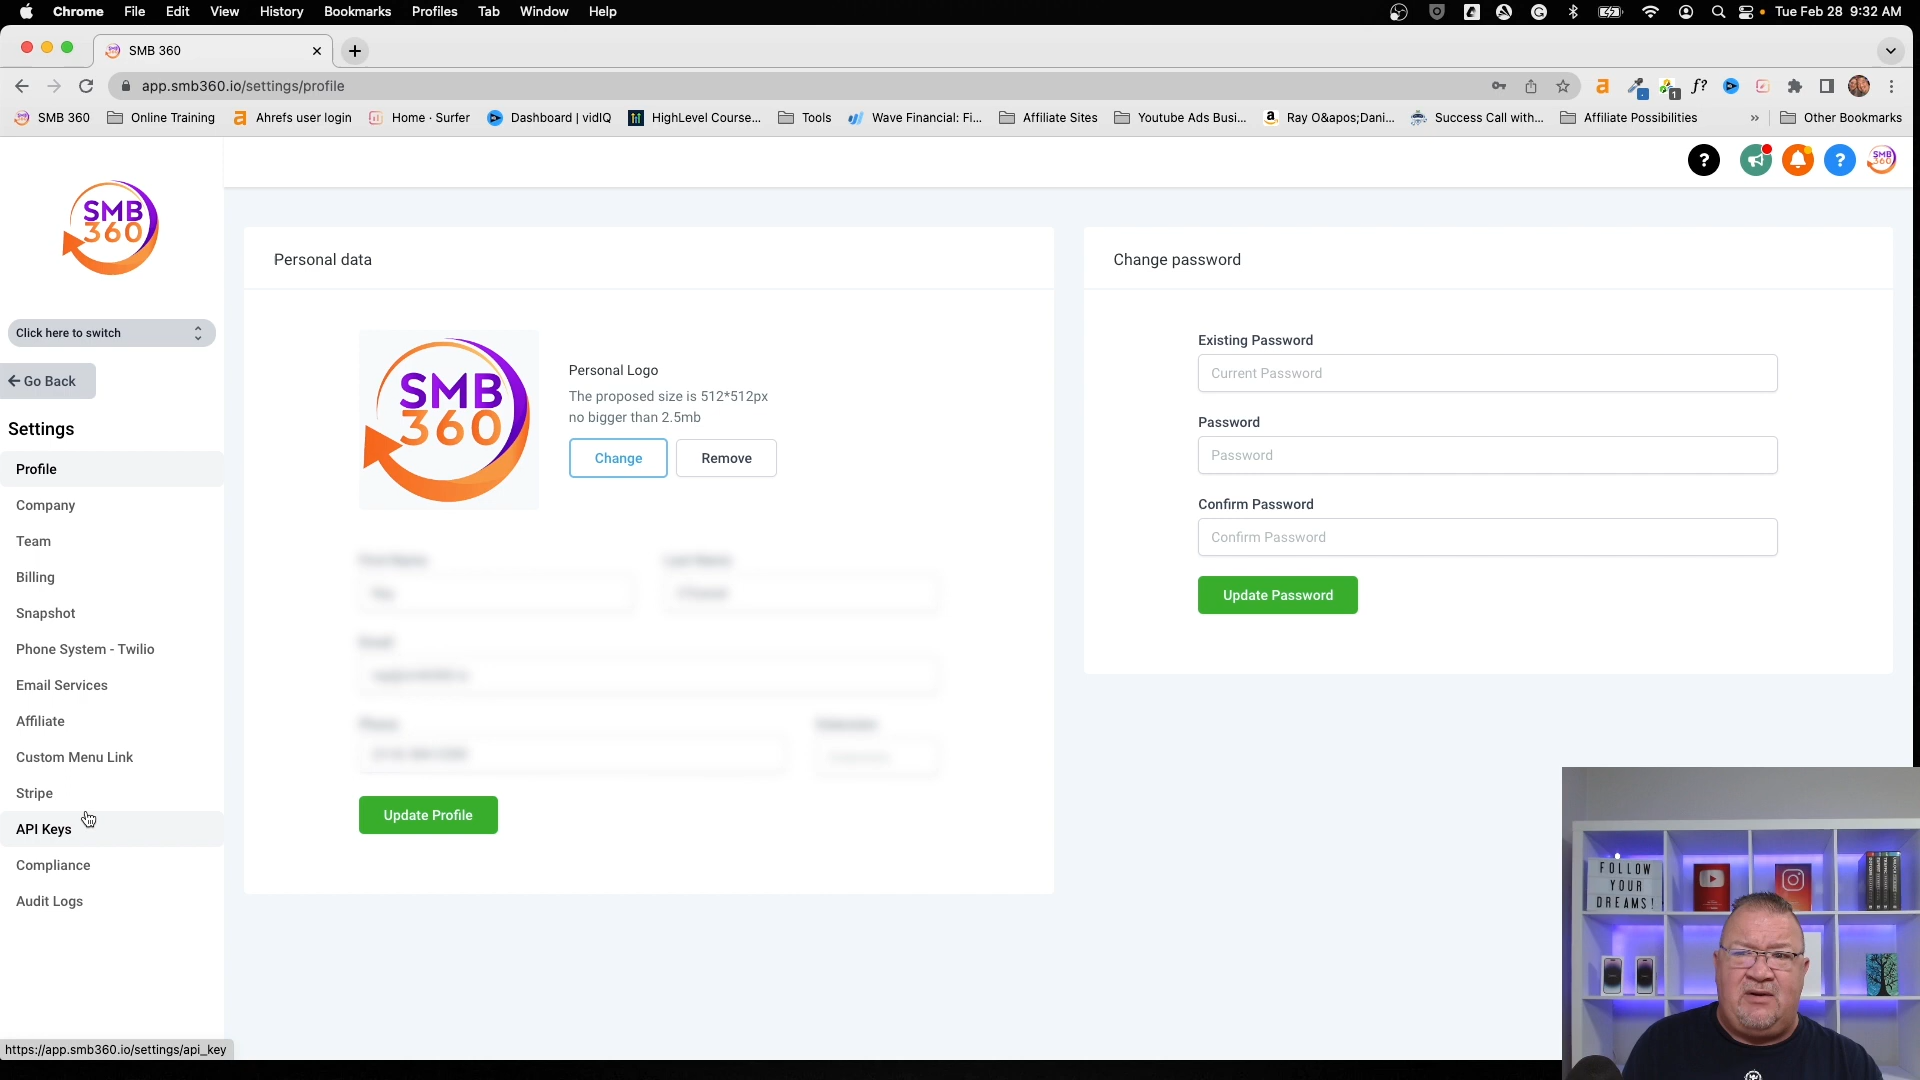 Chrome File Edit View History Bookmarks Profiles Tab Window Help
Tue Feb 28 9:32 AM
SMB 360
app.smb360.io/settings/profile
SMB 360 Online Training Ahrefs user login Home · Surfer Dashboard | vidIQ HighLevel Course... Tools Wave Financial: Fi... Affiliate Sites Youtube Ads Busi... Ray O&apos;Dani... Success Call with... Affiliate Possibilities » Other Bookmarks
SMB
360
Click here to switch
Go Back
Settings
Profile
Company
Team
Billing
Snapshot
Phone System - Twilio
Email Services
Affiliate
Custom Menu Link
Stripe
API Keys
Compliance
Audit Logs
https://app.smb360.io/settings/api_key
Personal data
SMB
360
Personal Logo
The proposed size is 512*512px
no bigger than 2.5mb
Change Remove
Update Profile
Change password
Existing Password
Current Password
Password
Password
Confirm Password
Confirm Password
Update Password
FOLLOW
YOUR
DREAMS!